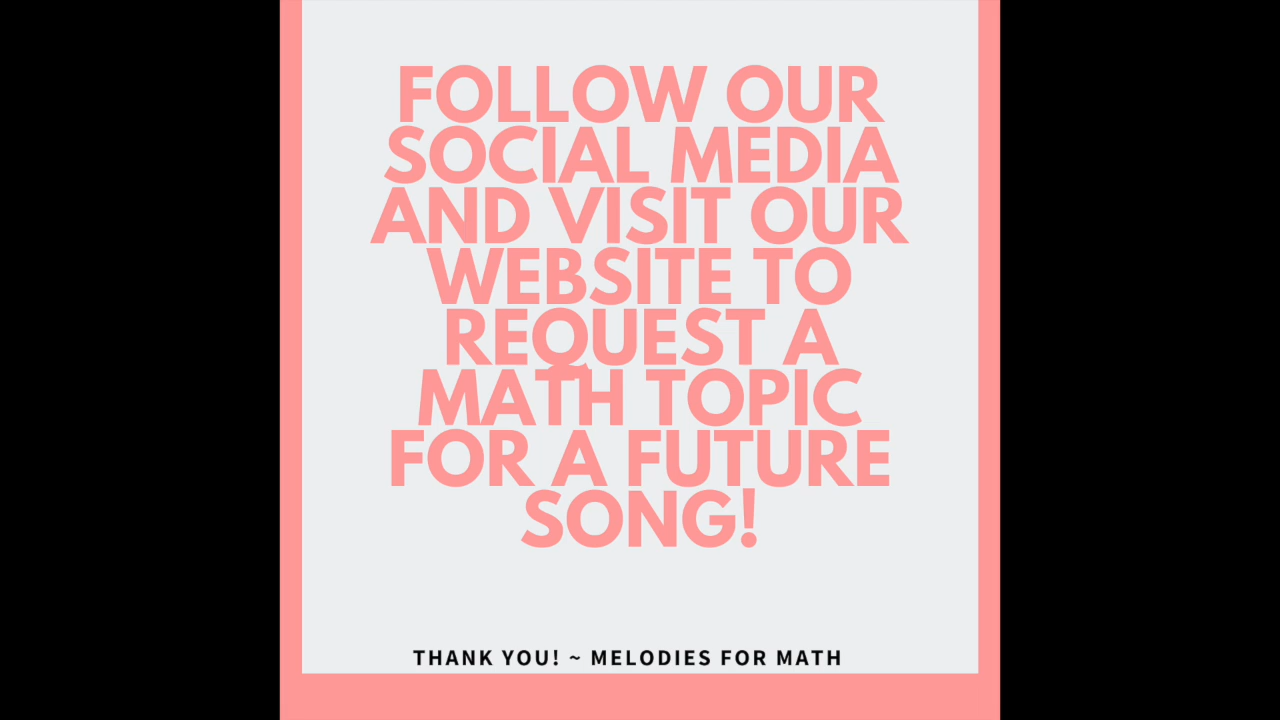 FOLLOW OUR
SOCIAL MEDIA
AND VISIT OUR
WEBSITE TO
REQUEST A
MATH TOPIC
FOR A FUTURE
SONG!
THANK YOU! ~ MELODIES FOR MATH